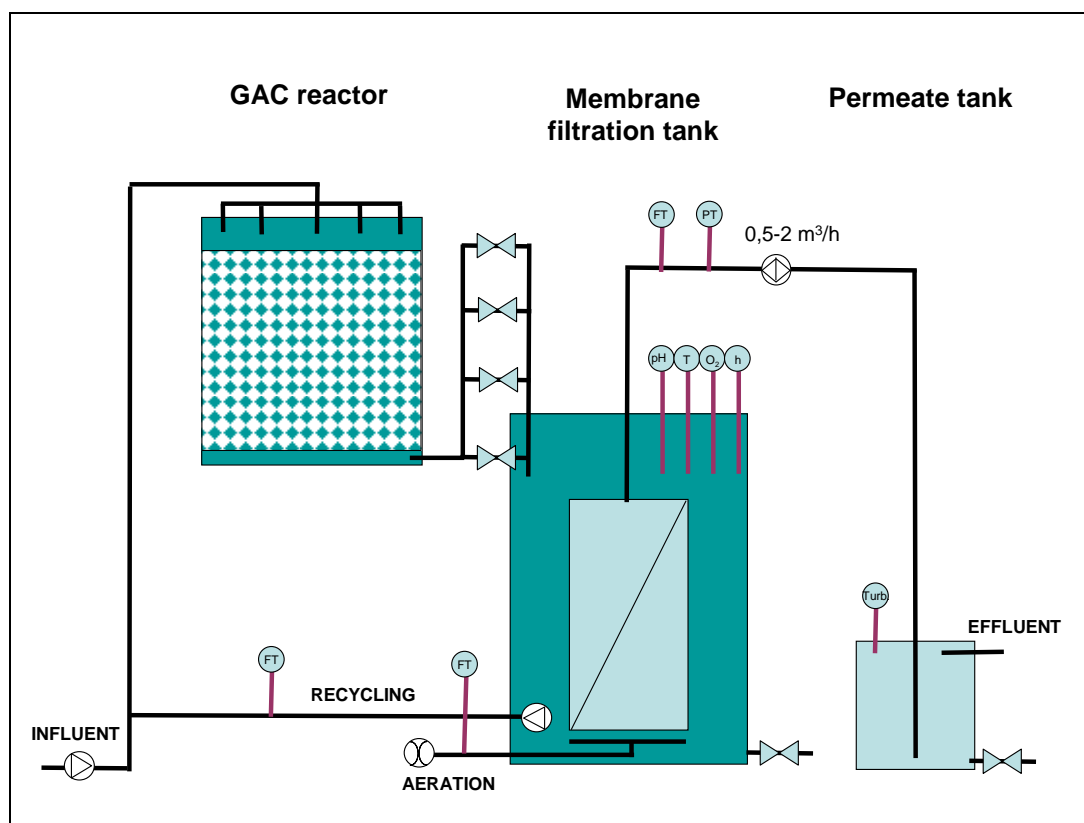 GAC reactor
Membrane
filtration tank
Permeate tank
FT
PT
0,5-2 m³/h
pH
T
O₂
h
Turb.
EFFLUENT
FT
FT
RECYCLING
INFLUENT
AERATION